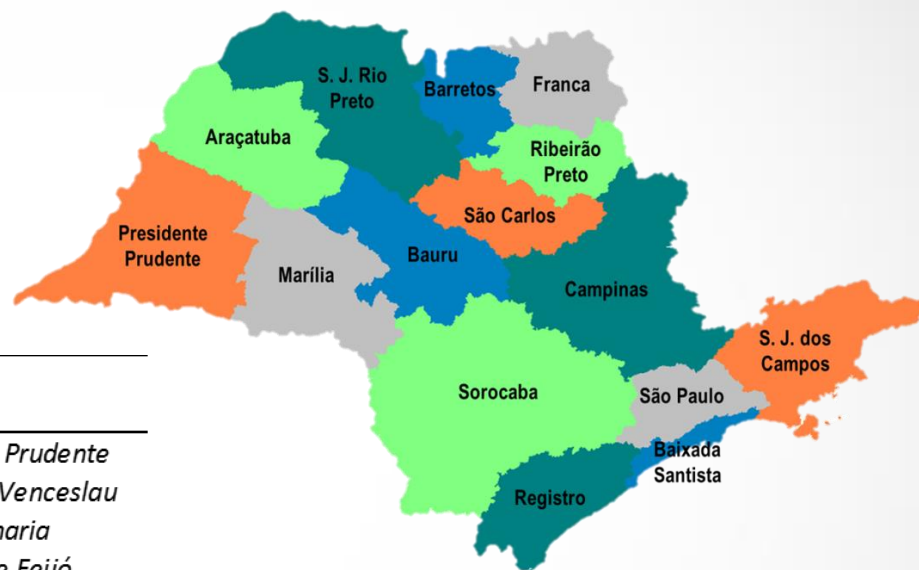 S. J. Rio
Preto
Barretos
Franca
Araçatuba
Ribeirão
Preto
São Carlos
Presidente
Prudente
Marília
Bauru
Campinas
S. J. dos
Campos
Sorocaba
São Paulo
Baixada
Santista
Registro
Prudente
Venceslau
Feijó